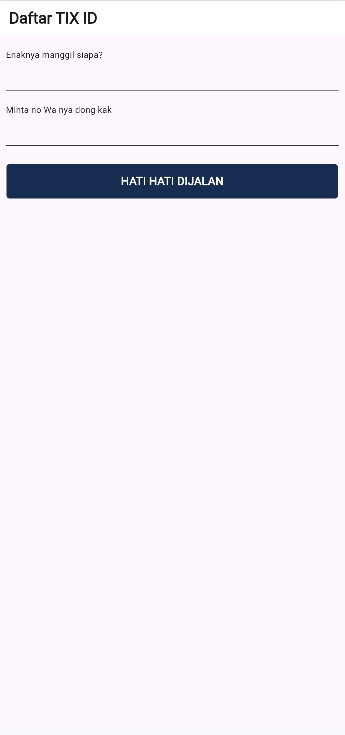 Daftar TIX ID
Enaknya manggil siapa?
Minta no Wa nya dong kak
HATI HATI DIJALAN